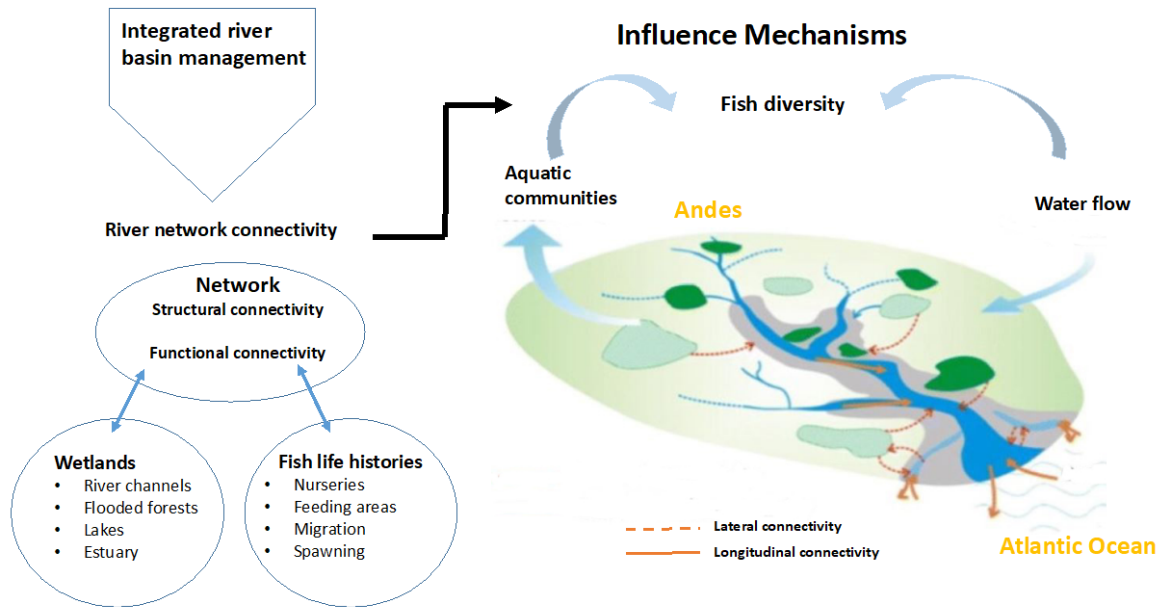 Integrated river
basin management
River network connectivity
Network
Structural connectivity
Functional connectivity
Wetlands
• River channels
• Flooded forests
• Lakes
• Estuary
Fish life histories
• Nurseries
• Feeding areas
• Migration
• Spawning
Influence Mechanisms
Fish diversity
Aquatic
communities
Water flow
Andes
Lateral connectivity
Longitudinal connectivity
Atlantic Ocean